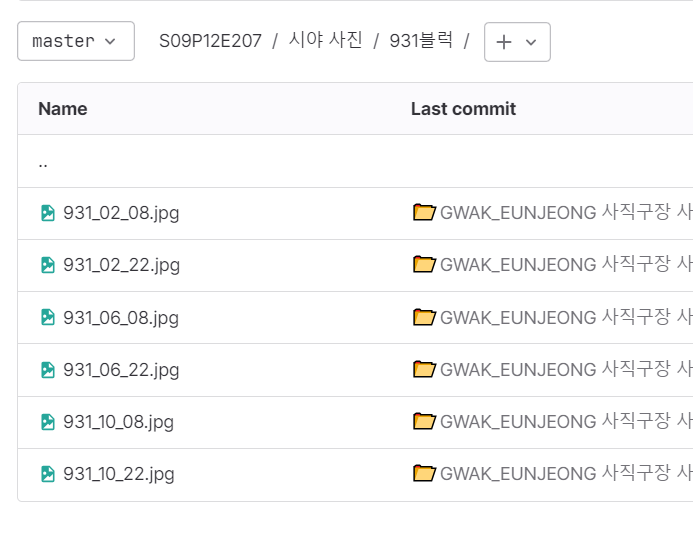 master S09P12E207 / 시야 사진 / 931블럭 / +
Name Last commit
..
931_02_08.jpg GWAK_EUNJEONG 사직구장 사
931_02_22.jpg GWAK_EUNJEONG 사직구장 사
931_06_08.jpg GWAK_EUNJEONG 사직구장 사
931_06_22.jpg GWAK_EUNJEONG 사직구장 사
931_10_08.jpg GWAK_EUNJEONG 사직구장 사
931_10_22.jpg GWAK_EUNJEONG 사직구장 사